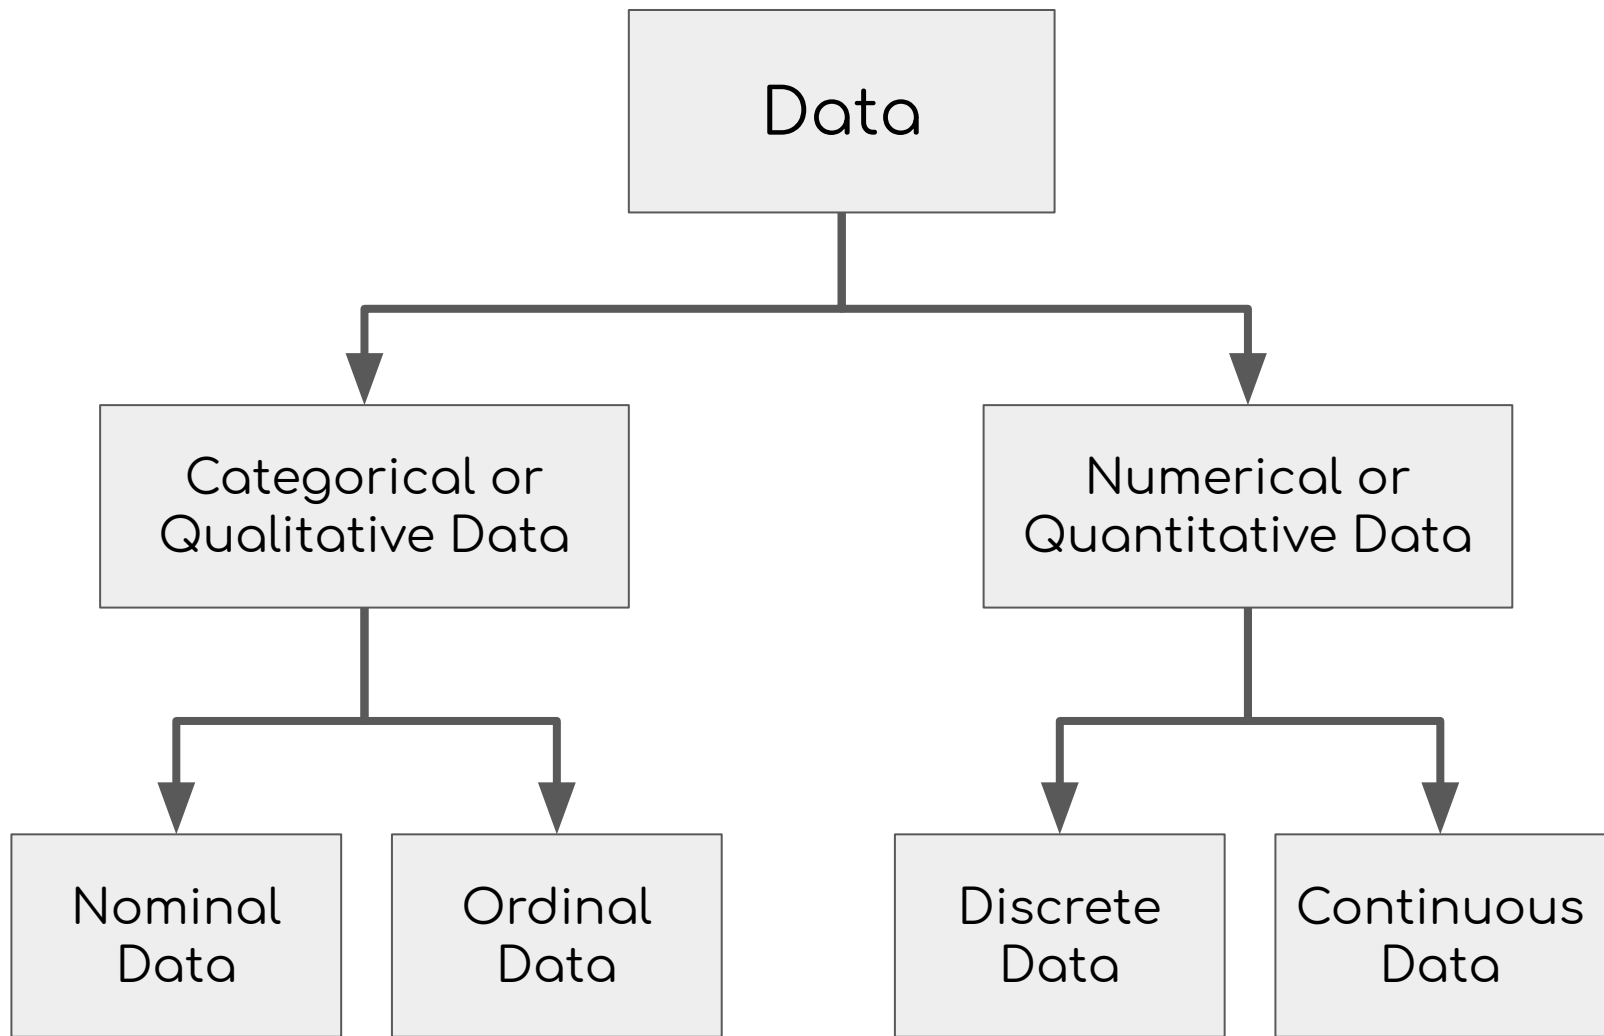 Data
Categorical or
Qualitative Data
Numerical or
Quantitative Data
Nominal
Data
Ordinal
Data
Discrete
Data
Continuous
Data